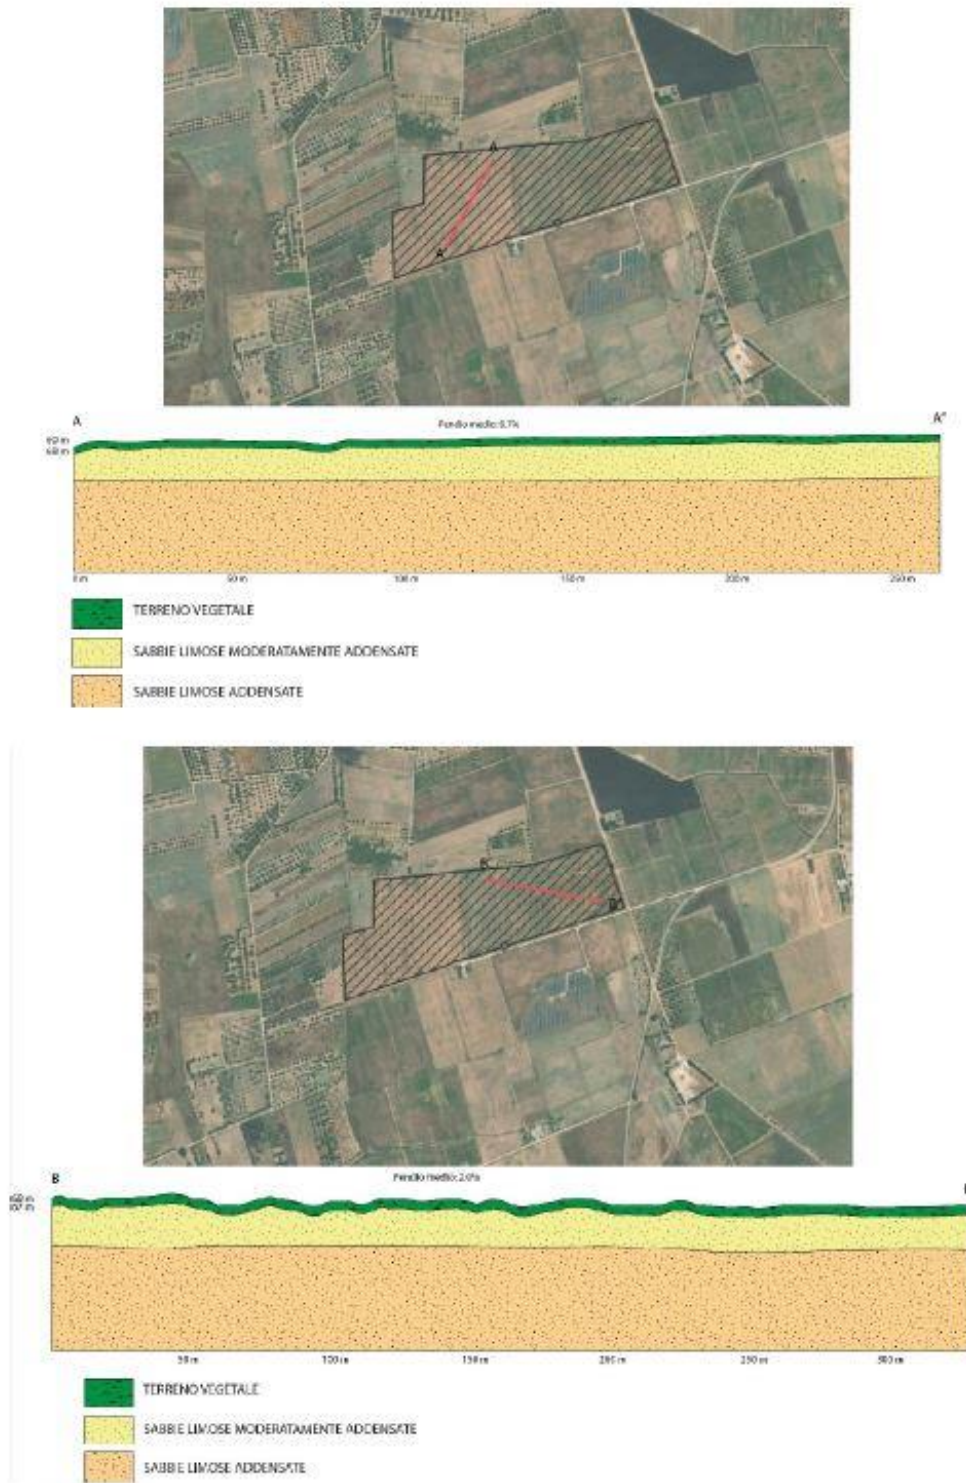 A
A'
A
A'
Pendio medio: 0.7%
0 m
50 m
100 m
150 m
200 m
250 m
TERRENO VEGETALE
SABBIE LIMOSE MODERATAMENTE ADDENSATE
SABBIE LIMOSE ADDENSATE
B
B'
B
Pendio medio: 2.0%
50 m
100 m
150 m
200 m
250 m
300 m
TERRENO VEGETALE
SABBIE LIMOSE MODERATAMENTE ADDENSATE
SABBIE LIMOSE ADDENSATE